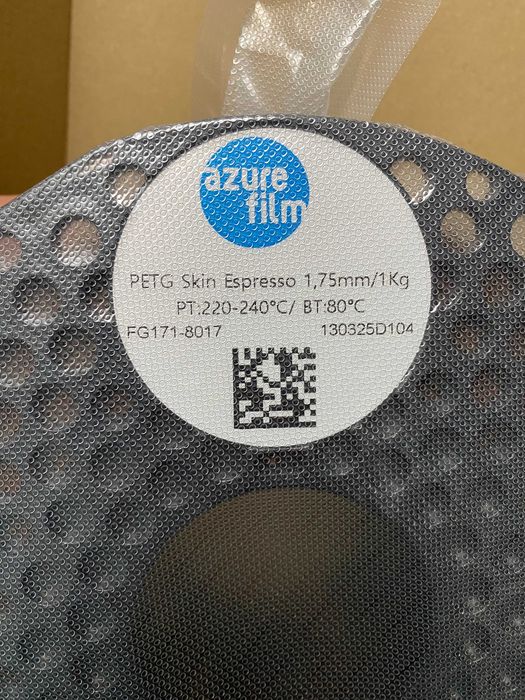 azure
film
PETG Skin Espresso 1,75mm/1Kg
PT:220-240°C/ BT:80°C
FG171-8017 130325D104